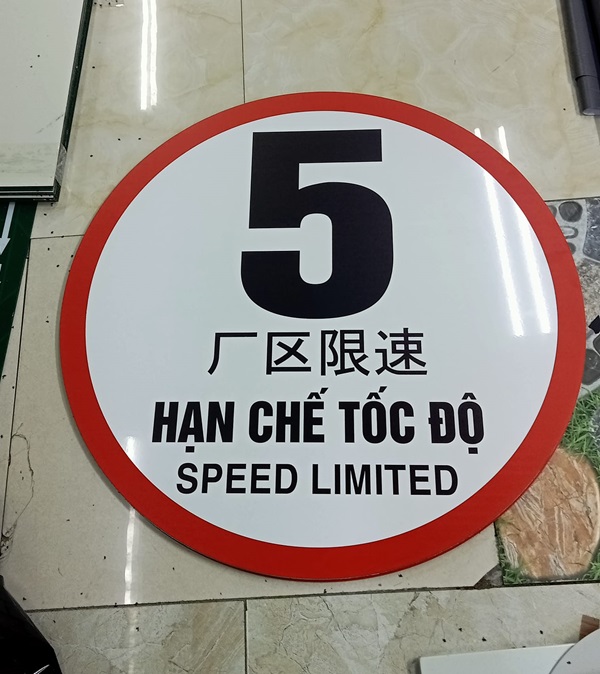 5
厂区限速
HẠN CHẾ TỐC ĐỘ
SPEED LIMITED